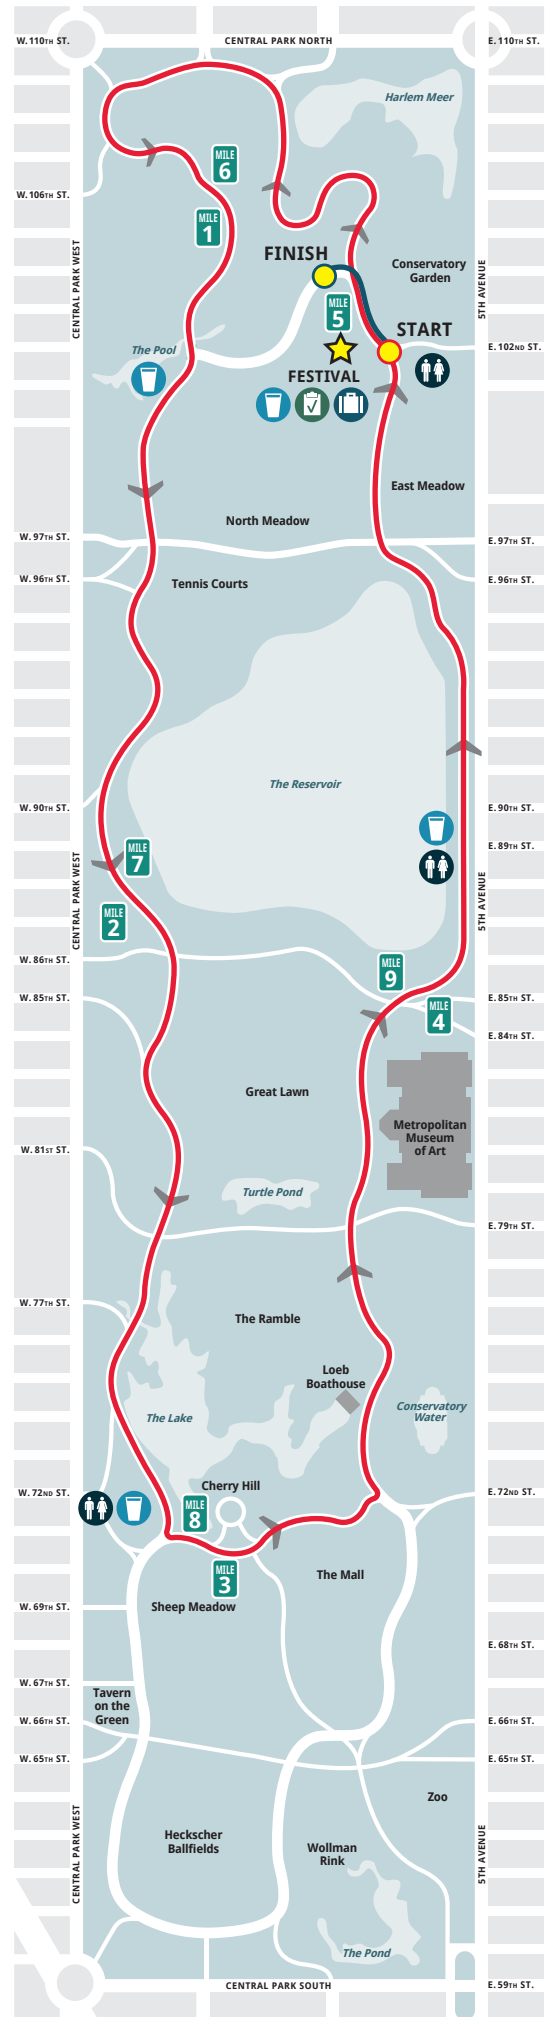 W. 110TH ST.
CENTRAL PARK NORTH
E. 110TH ST.
Harlem Meer
MILE
6
W. 106TH ST.
MILE
1
FINISH
Conservatory
Garden
CENTRAL PARK WEST
5TH AVENUE
MILE
5
START
The Pool
E. 102ND ST.
FESTIVAL
East Meadow
North Meadow
W. 97TH ST.
E. 97TH ST.
W. 96TH ST.
Tennis Courts
E. 96TH ST.
The Reservoir
W. 90TH ST.
E. 90TH ST.
E. 89TH ST.
MILE
7
CENTRAL PARK WEST
5TH AVENUE
MILE
2
W. 86TH ST.
MILE
9
W. 85TH ST.
E. 85TH ST.
MILE
4
E. 84TH ST.
Great Lawn
Metropolitan
Museum
of Art
W. 81ST ST.
Turtle Pond
E. 79TH ST.
W. 77TH ST.
The Ramble
Loeb
Boathouse
The Lake
Conservatory
Water
Cherry Hill
W. 72ND ST.
E. 72ND ST.
MILE
8
MILE
3
The Mall
W. 69TH ST.
Sheep Meadow
E. 68TH ST.
W. 67TH ST.
Tavern
on the
Green
W. 66TH ST.
E. 66TH ST.
W. 65TH ST.
E. 65TH ST.
Zoo
Heckscher
Ballfields
Wollman
Rink
CENTRAL PARK WEST
5TH AVENUE
The Pond
CENTRAL PARK SOUTH
E. 59TH ST.